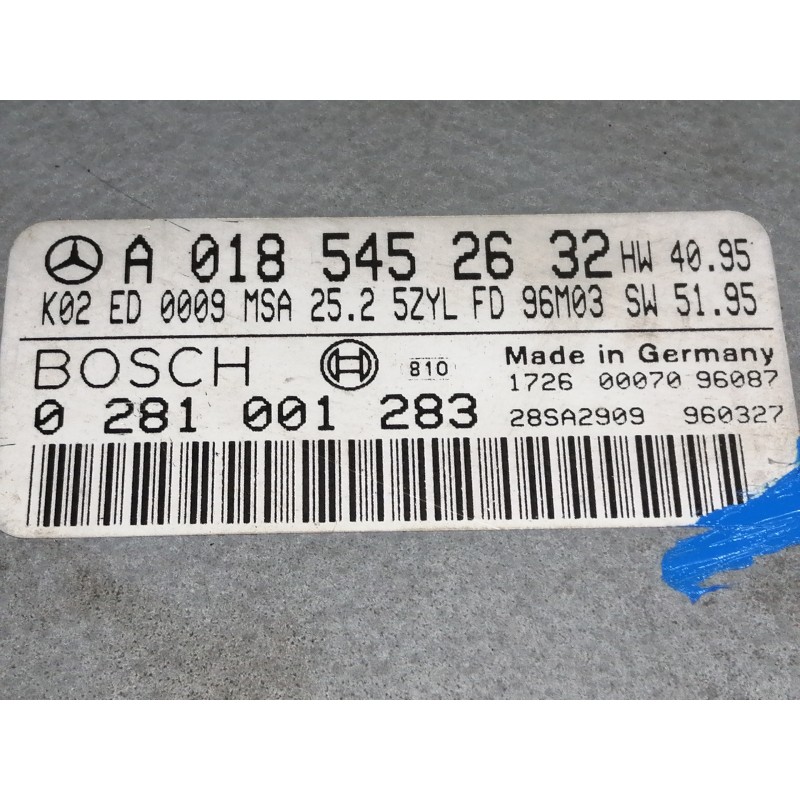 A 018 545 26 32 HW 40.95
K02 ED 0009 MSA 25.2 5ZYL FD 96M03 SW 51.95
BOSCH 810 Made in Germany
1726 00070 96087
0 281 001 283 28SA2909 960327